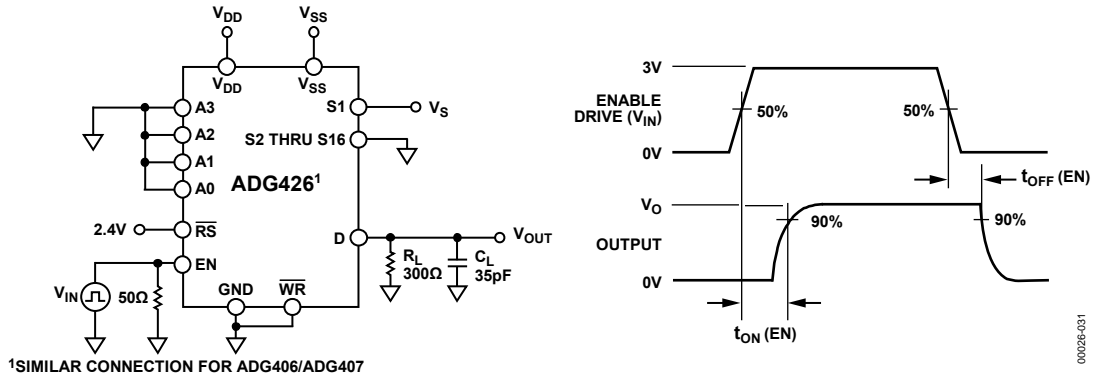 V_DD
V_SS
V_DD
V_SS
A3
A2
A1
A0
S1
V_S
S2 THRU S16
ADG426¹
2.4V
RS
EN
D
V_OUT
R_L
300Ω
C_L
35pF
V_IN
50Ω
GND
WR
¹SIMILAR CONNECTION FOR ADG406/ADG407
3V
ENABLE
DRIVE (V_IN)
50%
50%
0V
t_OFF (EN)
V_O
90%
90%
OUTPUT
0V
t_ON (EN)
00026-031